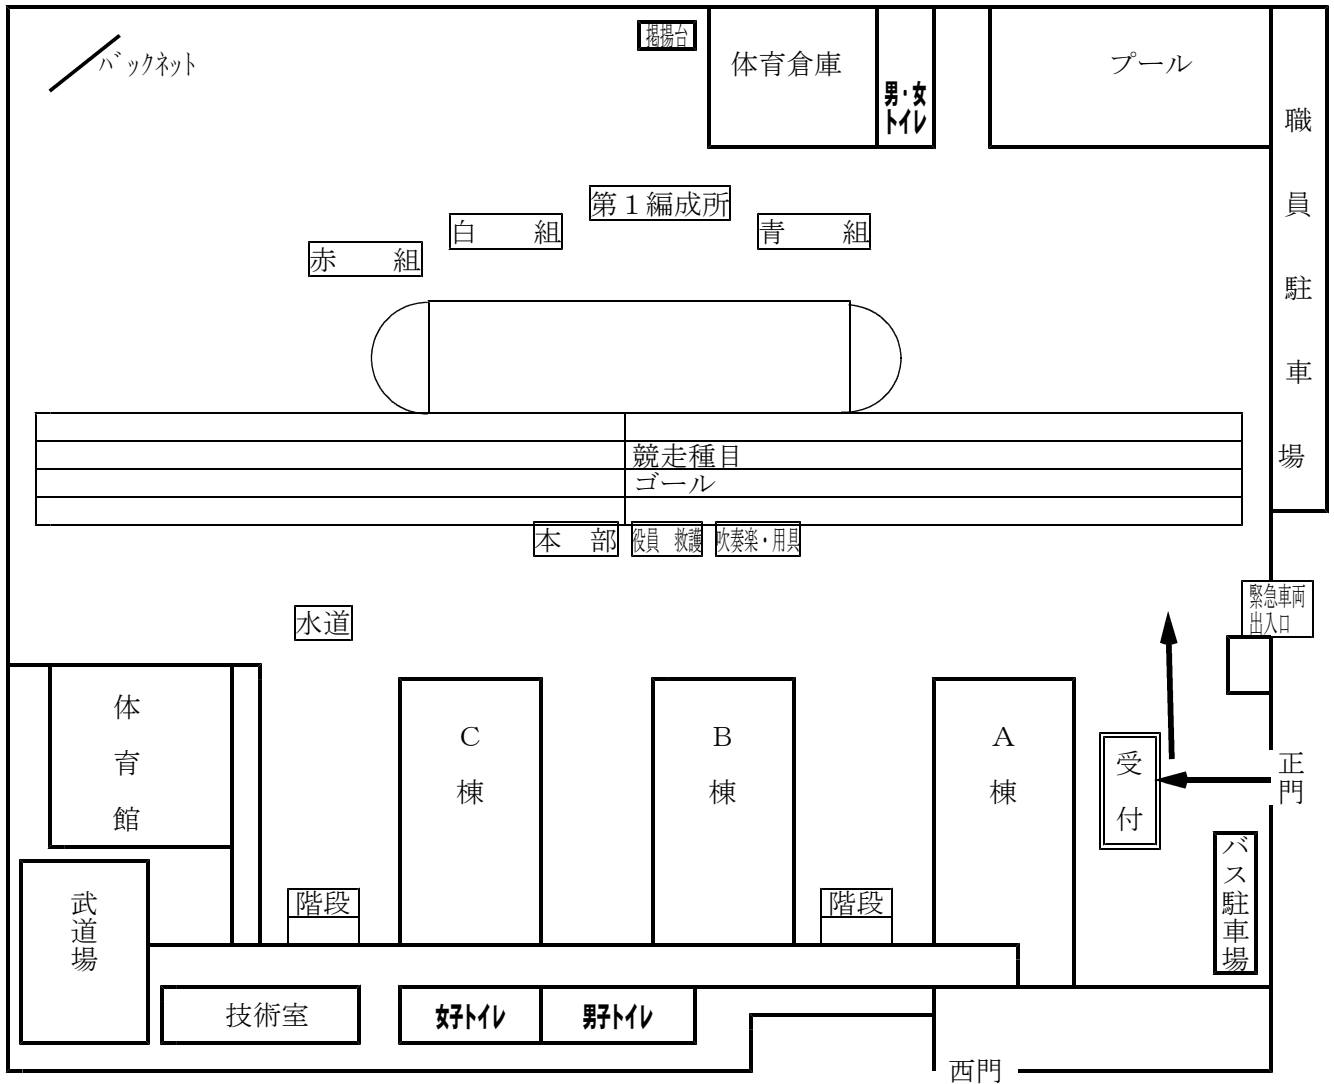 掲揚台
バックネット
体育倉庫
男・女
トイレ
プール
職員駐車場
第１編成所
白　組
青　組
赤　組
競走種目
ゴール
本　部
役員　救護
吹奏楽・用具
緊急車両
出入口
水道
体育館
C棟
B棟
A棟
受付
正門
バス駐車場
武道場
階段
階段
技術室
女子トイレ
男子トイレ
西門